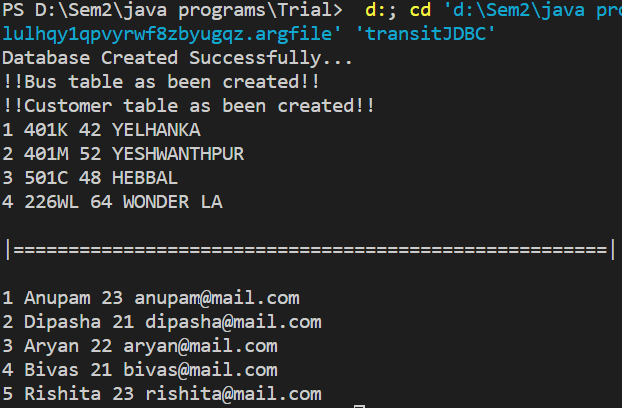 PS D:\Sem2\java programs\Trial>  d:; cd 'd:\Sem2\java pro
lulhqy1qpvyrwf8zbyugqz.argfile' 'transitJDBC'
Database Created Successfully...
!!Bus table as been created!!
!!Customer table as been created!!
1 401K 42 YELHANKA
2 401M 52 YESHWANTHPUR
3 501C 48 HEBBAL
4 226WL 64 WONDER LA
|======================================================|
1 Anupam 23 anupam@mail.com
2 Dipasha 21 dipasha@mail.com
3 Aryan 22 aryan@mail.com
4 Bivas 21 bivas@mail.com
5 Rishita 23 rishita@mail.com